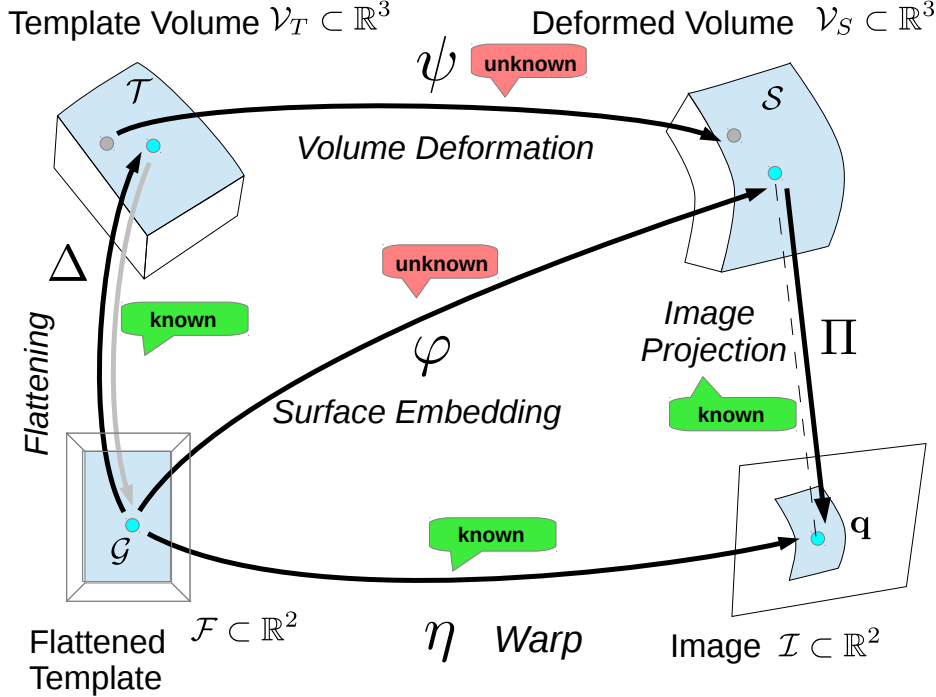 Template Volume 𝒱_T ⊂ ℝ³
Deformed Volume 𝒱_S ⊂ ℝ³
ψ
unknown
𝒯
𝒮
Volume Deformation
Δ
unknown
known
Image
Projection
Π
Flattening
φ
Surface Embedding
known
known
q
𝒢
Flattened
Template
ℱ ⊂ ℝ²
η Warp
Image ℐ ⊂ ℝ²